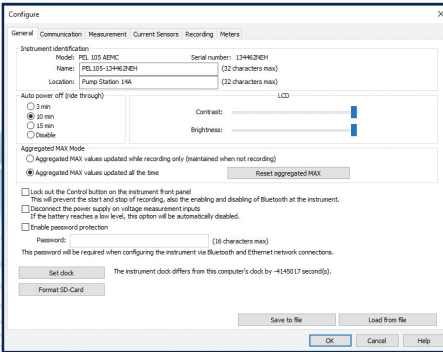 Configure
General Communication Measurement Current Sensors Recording Meters
Instrument identification
Model: PEL 105 AEMC Serial number: 134462NEH
Name: PEL105-134462NEH (32 characters max)
Location: Pump Station 14A (32 characters max)
Auto power off (ride through) LCD
3 min
10 min
15 min
Disable
Contrast:
Brightness:
Aggregated MAX Mode
Aggregated MAX values updated while recording only (maintained when not recording)
Aggregated MAX values updated all the time Reset aggregated MAX
Lock out the Control button on the instrument front panel
This will prevent the start and stop of recording, also the enabling and disabling of Bluetooth at the instrument.
Disconnect the power supply on voltage measurement inputs
If the battery reaches a low level, this option will be automatically disabled.
Enable password protection
Password: (16 characters max)
This password will be required when configuring the instrument via Bluetooth and Ethernet network connections.
Set clock The instrument clock differs from this computer's clock by -4145017 second(s).
Format SD-Card
Save to file Load from file
OK Cancel Help